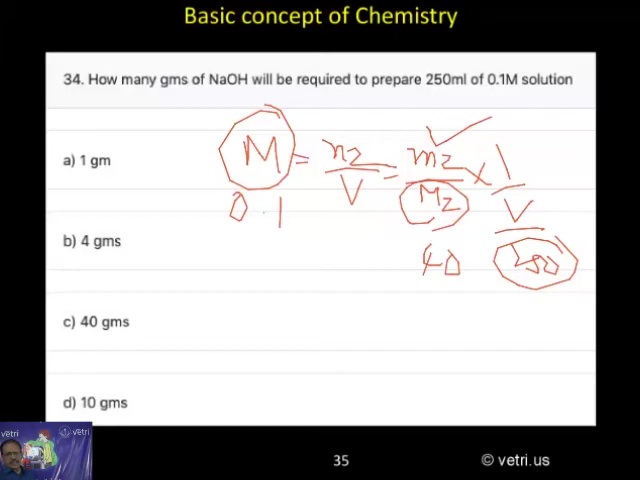 Basic concept of Chemistry
34. How many gms of NaOH will be required to prepare 250ml of 0.1M solution
a) 1 gm
M = n2 / V = m2 / M2 × 1 / V
0.1
40
250
b) 4 gms
c) 40 gms
d) 10 gms
vetri
vetri
35
© vetri.us